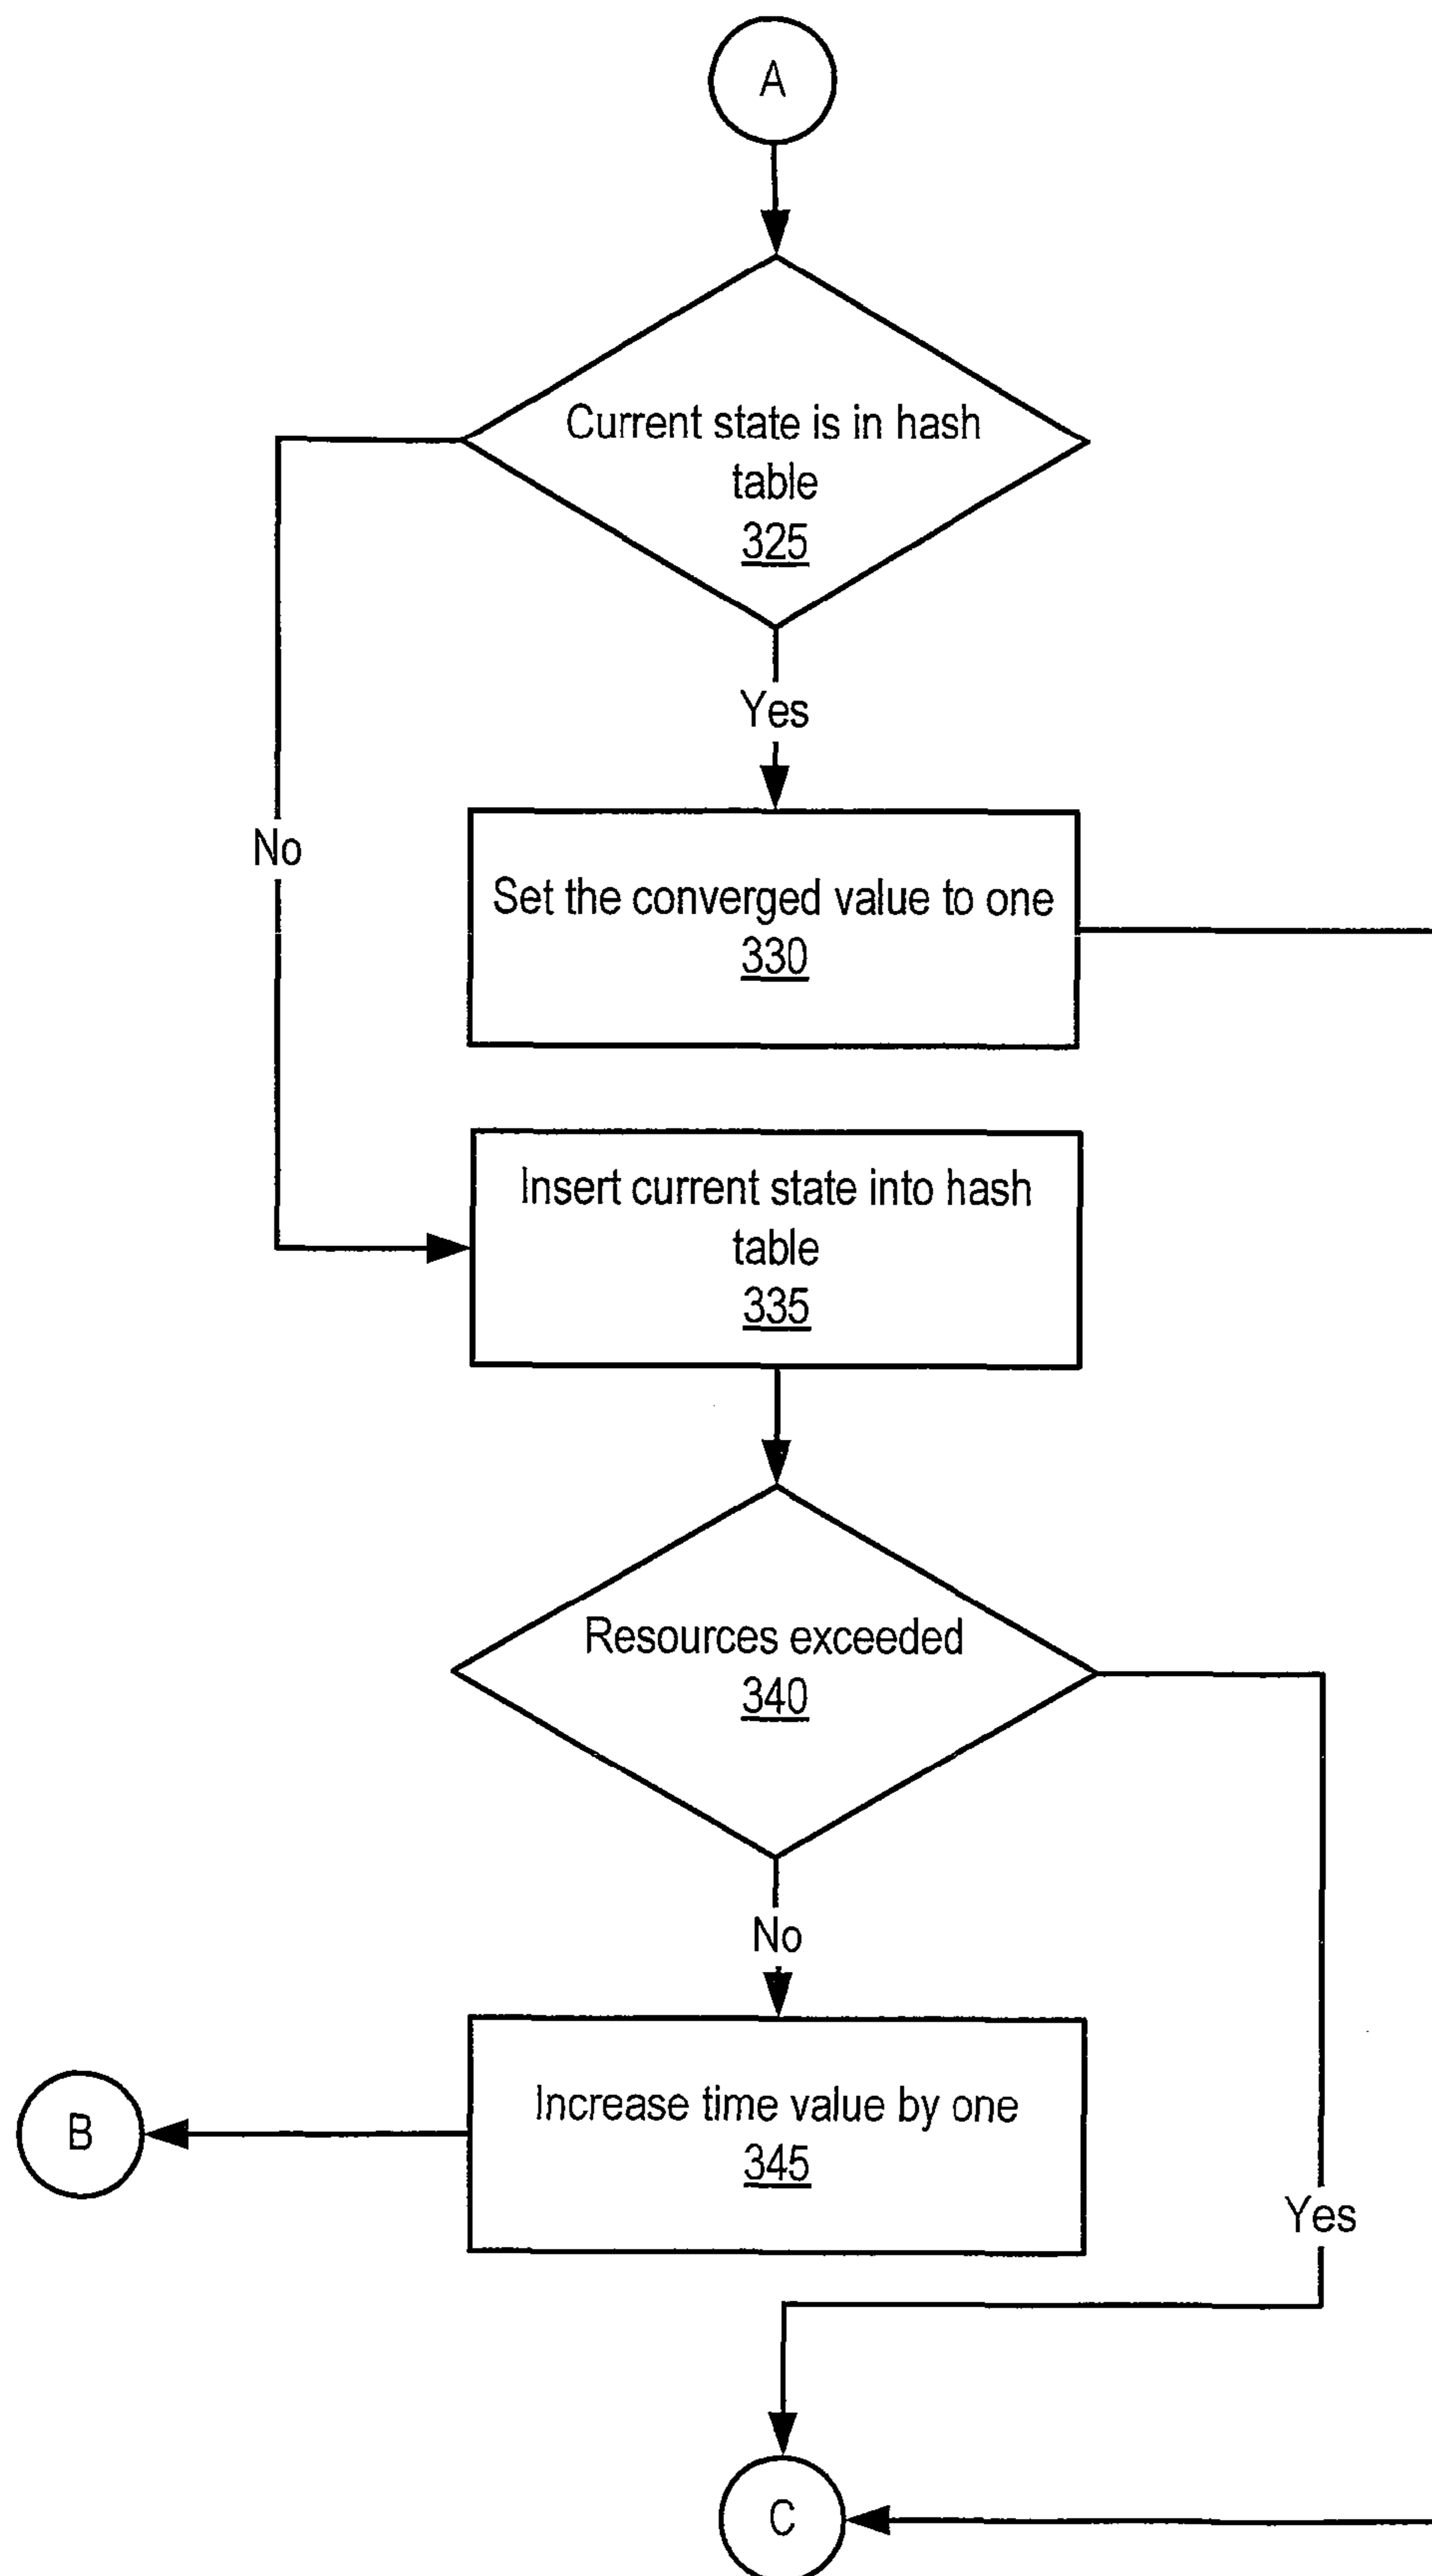 A
Current state is in hash
table
325
Yes
No
Set the converged value to one
330
Insert current state into hash
table
335
Resources exceeded
340
No
Increase time value by one
345
B
Yes
C